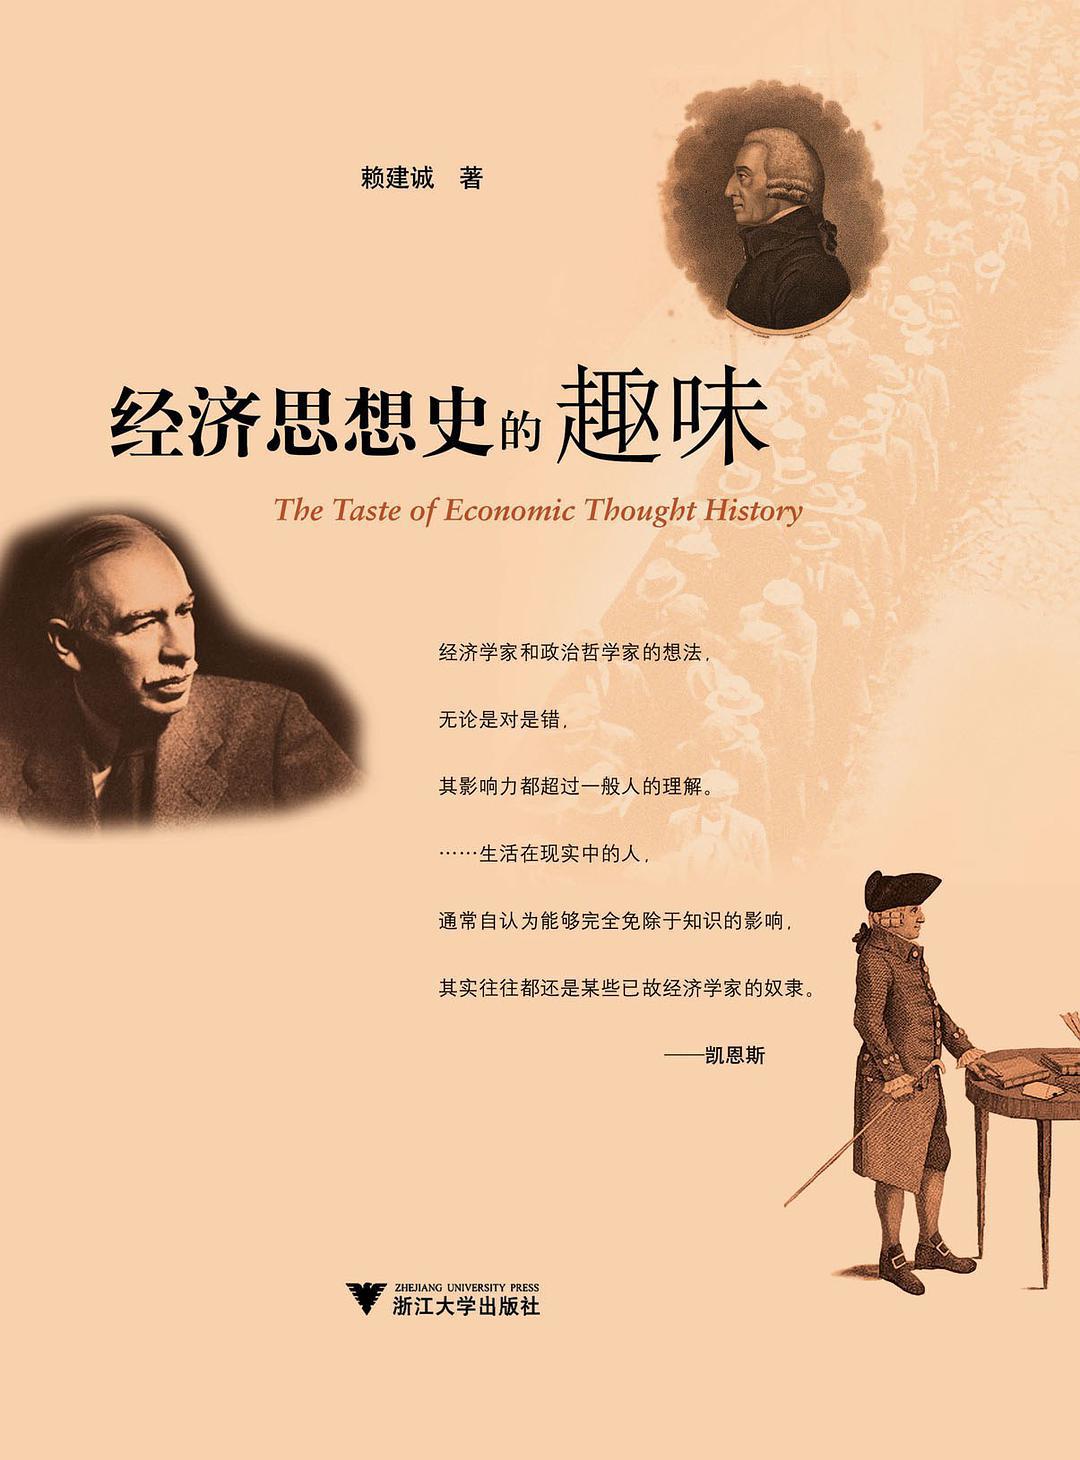 赖建诚 著
经济思想史的趣味
The Taste of Economic Thought History
经济学家和政治哲学家的想法，
无论是对是错，
其影响力都超过一般人的理解。
……生活在现实中的人，
通常自认为能够完全免除于知识的影响，
其实往往都还是某些已故经济学家的奴隶。
——凯恩斯
ZHEJIANG UNIVERSITY PRESS
浙江大学出版社